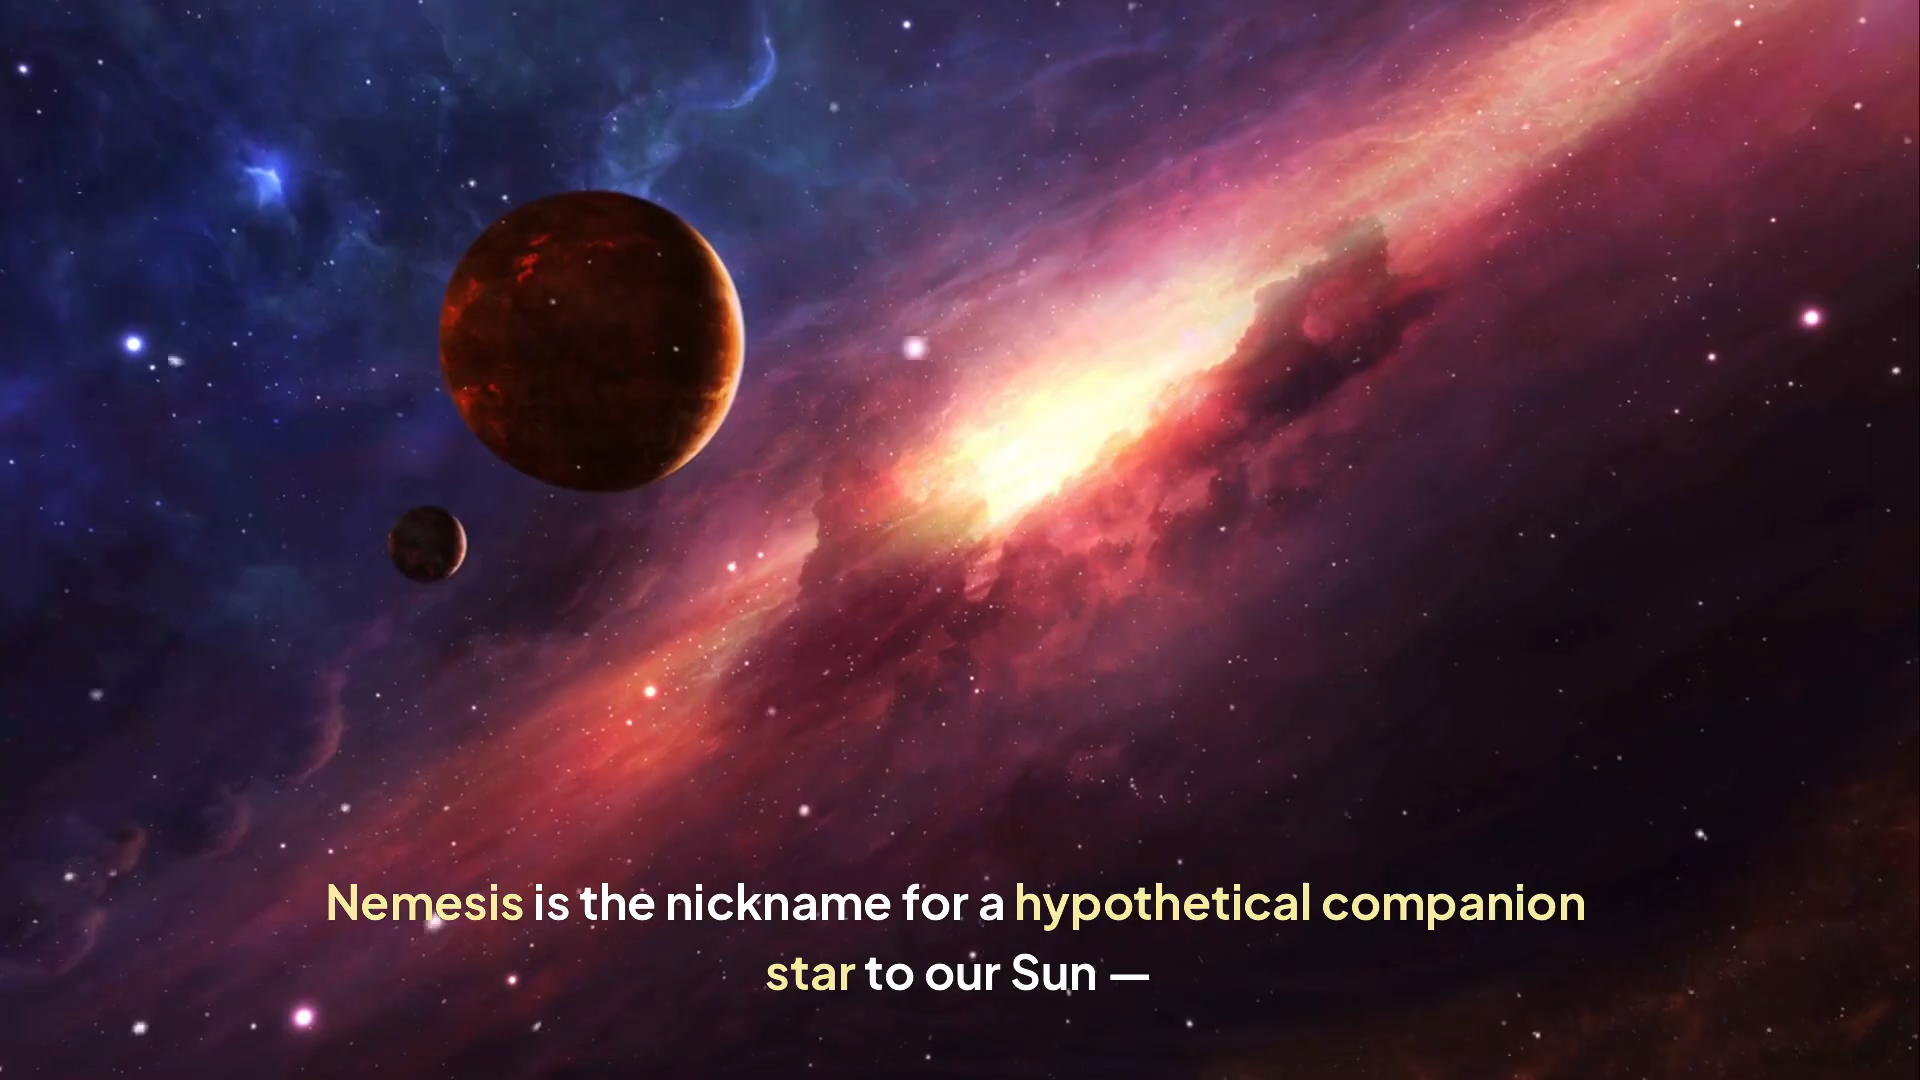 Nemesis is the nickname for a hypothetical companion
star to our Sun —